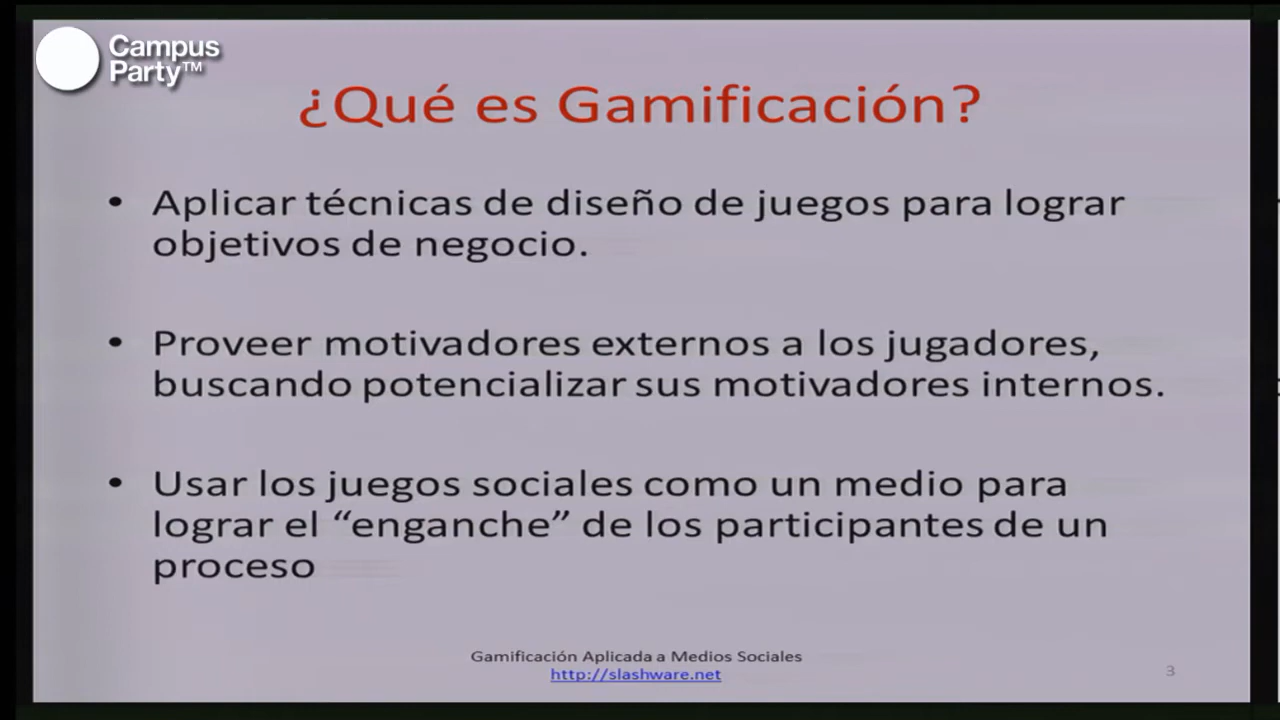 Campus
Party™
¿Qué es Gamificación?
• Aplicar técnicas de diseño de juegos para lograr
objetivos de negocio.
• Proveer motivadores externos a los jugadores,
buscando potencializar sus motivadores internos.
• Usar los juegos sociales como un medio para
lograr el “enganche” de los participantes de un
proceso
Gamificación Aplicada a Medios Sociales
http://slashware.net
3